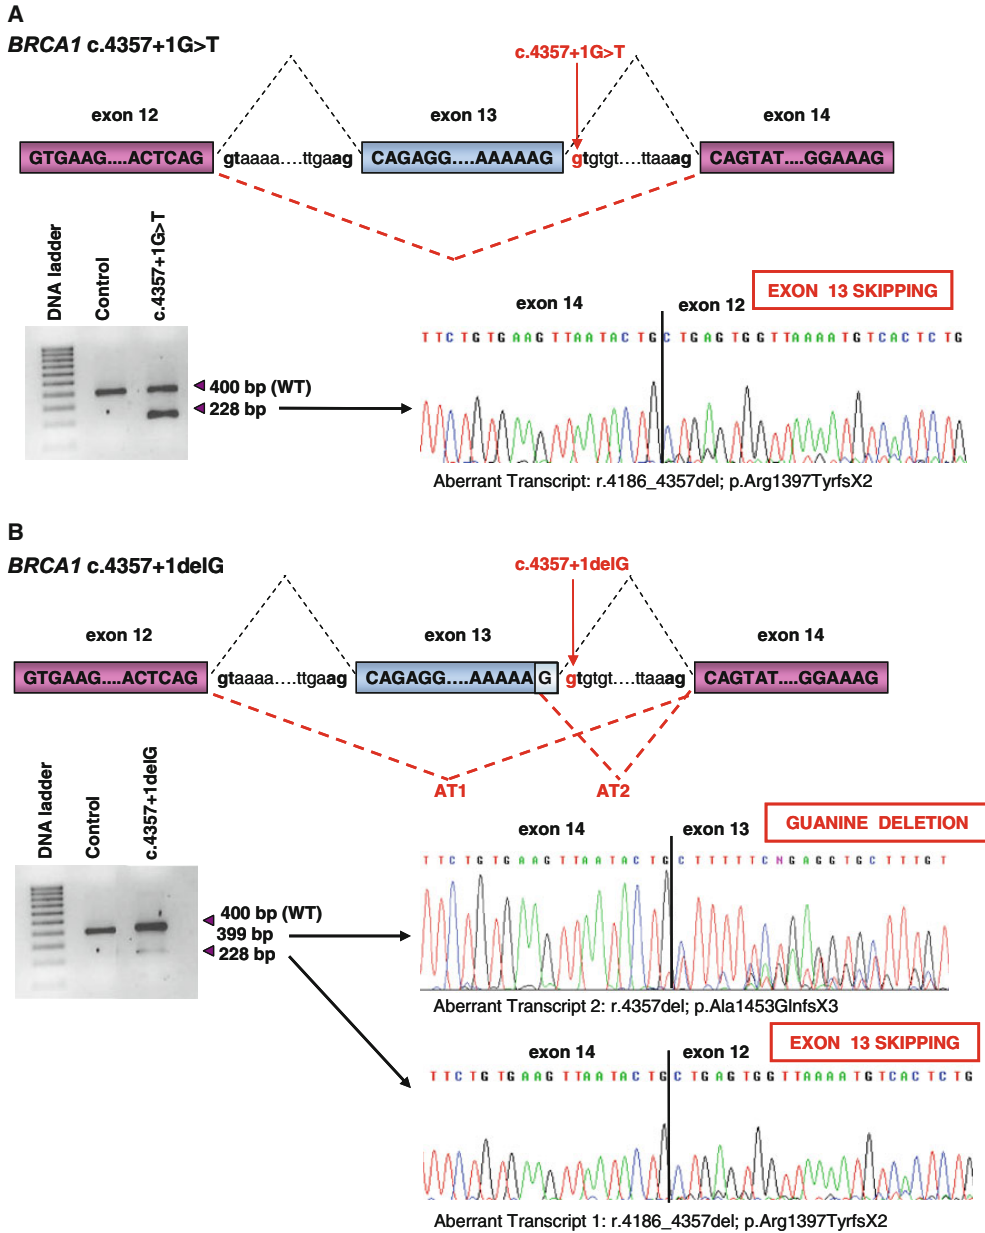 A
BRCA1 c.4357+1G>T
c.4357+1G>T
exon 12
exon 13
exon 14
GTGAAG....ACTCAG gtaaaa....ttgaag CAGAGG....AAAAAG gtgtgt....ttaaag CAGTAT....GGAAAG
DNA ladder
Control
c.4357+1G>T
EXON 13 SKIPPING
exon 14
exon 12
TTCTGTGAAGTTAATACTGCTGAGTGGTTAAAATGTCACTCTG
400 bp (WT)
228 bp
Aberrant Transcript: r.4186_4357del; p.Arg1397TyrfsX2
B
BRCA1 c.4357+1delG
c.4357+1delG
exon 12
exon 13
exon 14
GTGAAG....ACTCAG gtaaaa....ttgaag CAGAGG....AAAAAG gtgtgt....ttaaag CAGTAT....GGAAAG
AT1
AT2
DNA ladder
Control
c.4357+1delG
GUANINE DELETION
exon 14
exon 13
TTCTGTGAAGTTAATACTGCTTTTTCNGAGGTGCTTTGT
400 bp (WT)
399 bp
228 bp
Aberrant Transcript 2: r.4357del; p.Ala1453GlnfsX3
EXON 13 SKIPPING
exon 14
exon 12
TTCTGTGAAGTTAATACTGCTGAGTGGTTAAAATGTCACTCTG
Aberrant Transcript 1: r.4186_4357del; p.Arg1397TyrfsX2